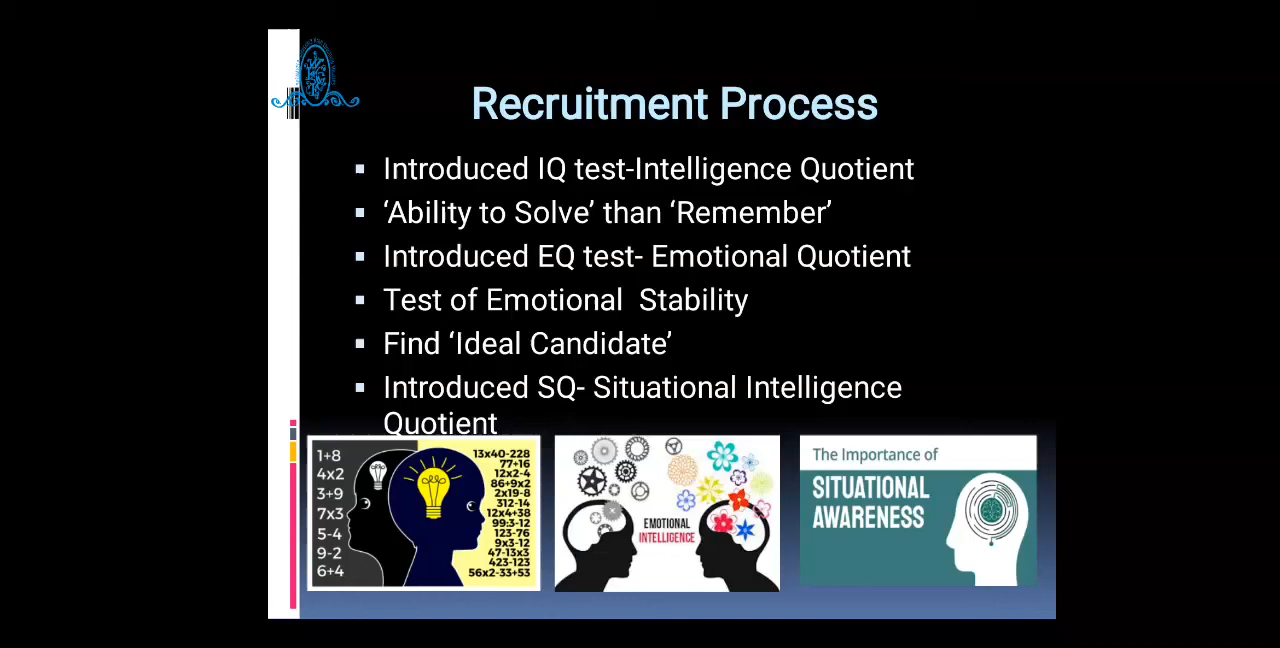 Recruitment Process
Introduced IQ test-Intelligence Quotient
‘Ability to Solve’ than ‘Remember’
Introduced EQ test- Emotional Quotient
Test of Emotional  Stability
Find ‘Ideal Candidate’
Introduced SQ- Situational Intelligence
Quotient
1+8
4x2
3+9
7x3
5-4
9-2
6+4
13x40-228
77+16
12x2-4
86+9x2
2x19-8
312-14
12x4+38
99:3-12
123-76
9x3-12
47-13x3
423-123
56x2-33+53
EMOTIONAL
INTELLIGENCE
The Importance of
SITUATIONAL
AWARENESS